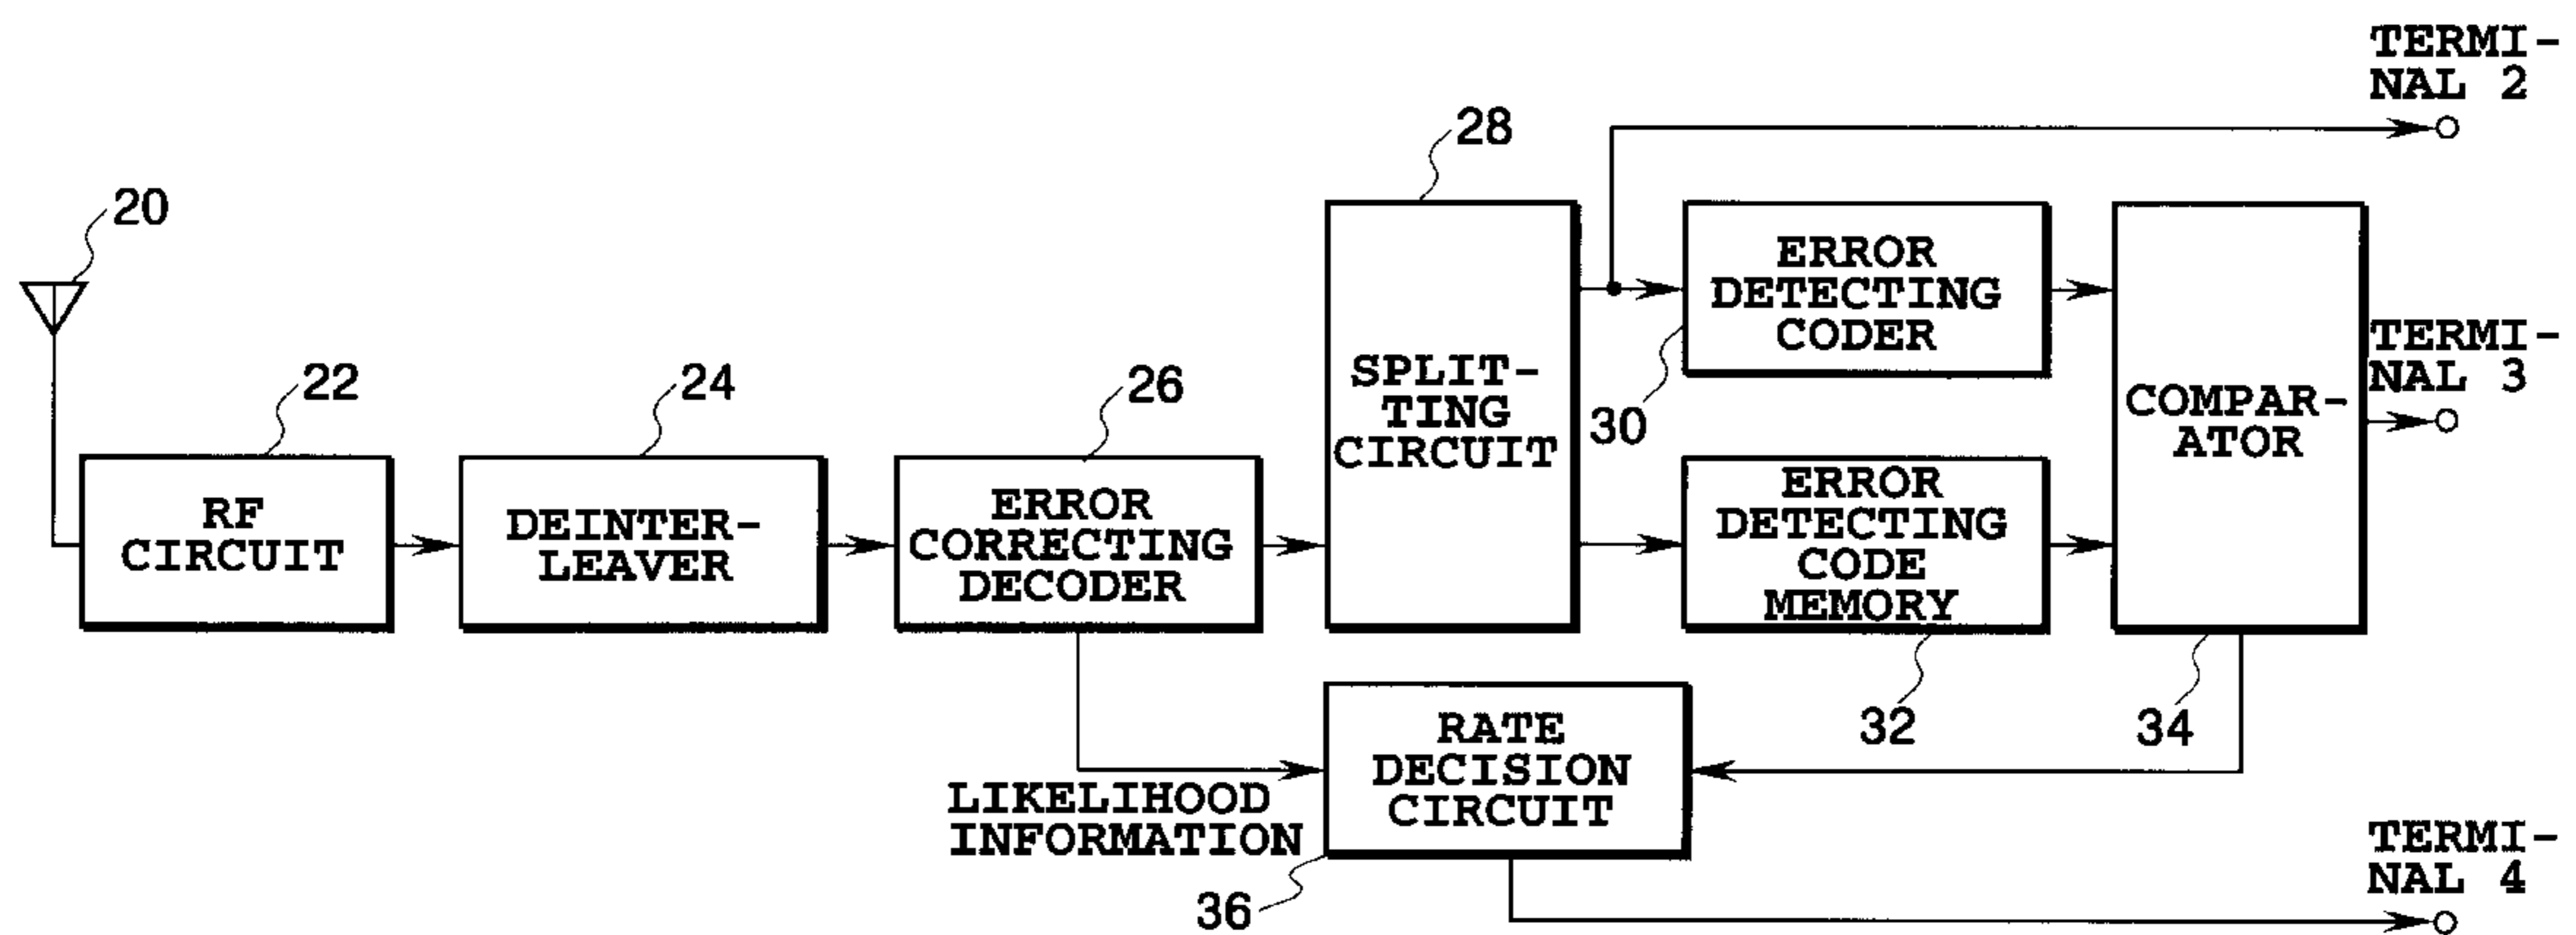 TERMI-
NAL 2
28
20
ERROR
DETECTING
CODER
TERMI-
NAL 3
22
24
26
SPLIT-
TING
CIRCUIT
30
COMPAR-
ATOR
RF
CIRCUIT
DEINTER-
LEAVER
ERROR
CORRECTING
DECODER
ERROR
DETECTING
CODE
MEMORY
32
34
RATE
DECISION
CIRCUIT
LIKELIHOOD
INFORMATION
36
TERMI-
NAL 4